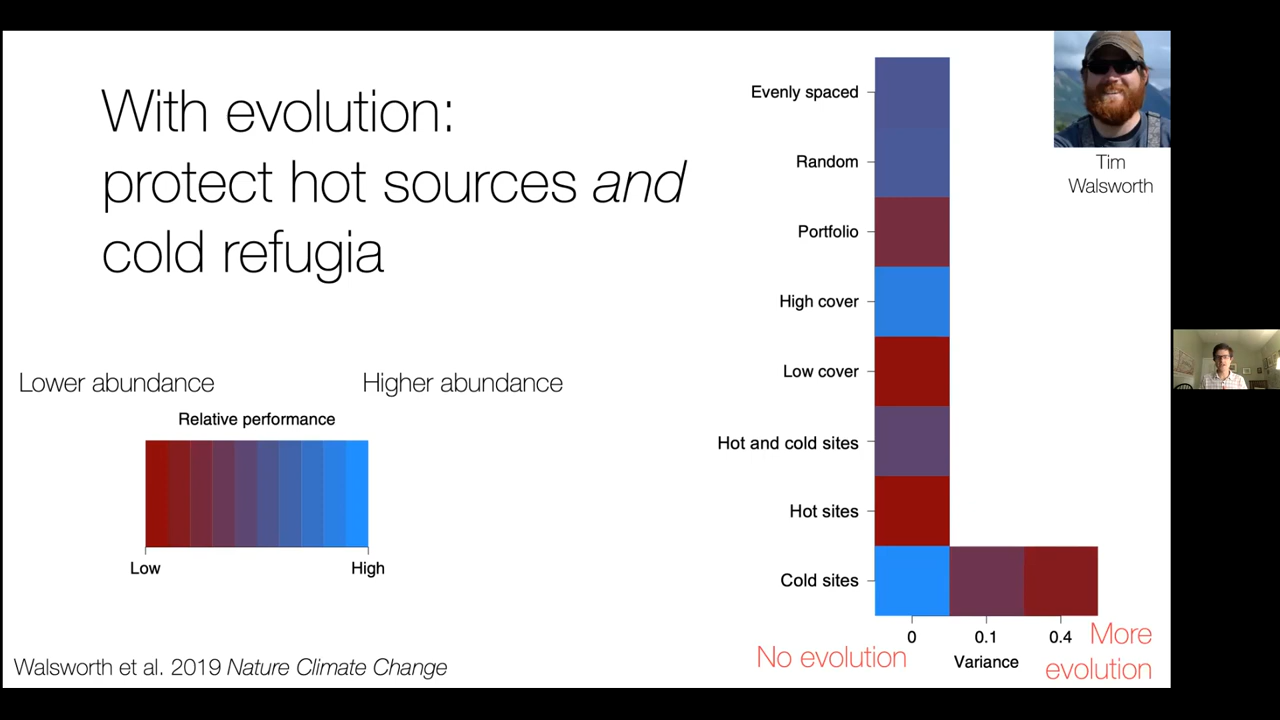 With evolution:
protect hot sources and
cold refugia
Lower abundance
Higher abundance
Relative performance
Low
High
Walsworth et al. 2019 Nature Climate Change
Evenly spaced
Random
Portfolio
High cover
Low cover
Hot and cold sites
Hot sites
Cold sites
0
0.1
0.4
Variance
No evolution
More
evolution
Tim
Walsworth